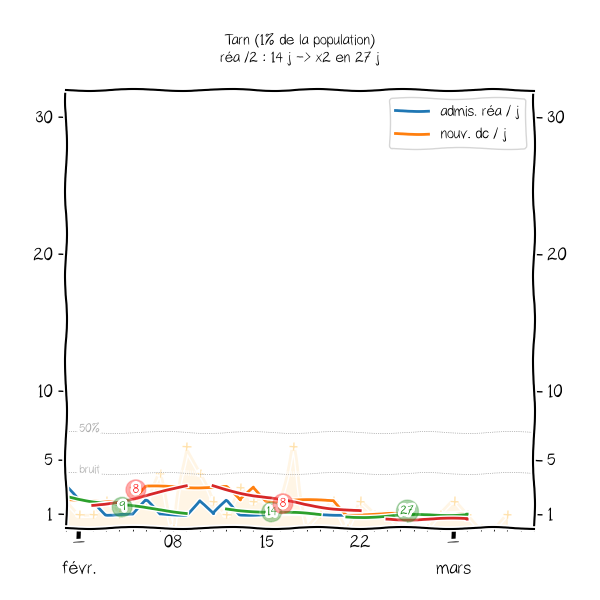 Tarn (1% de la population)
réa /2 : 14 j -> x2 en 27 j
admis. réa / j
nouv. dc / j
30
30
20
20
10
10
50%
5
5
bruit
8
9
8
14
27
1
1
08
15
22
févr.
mars